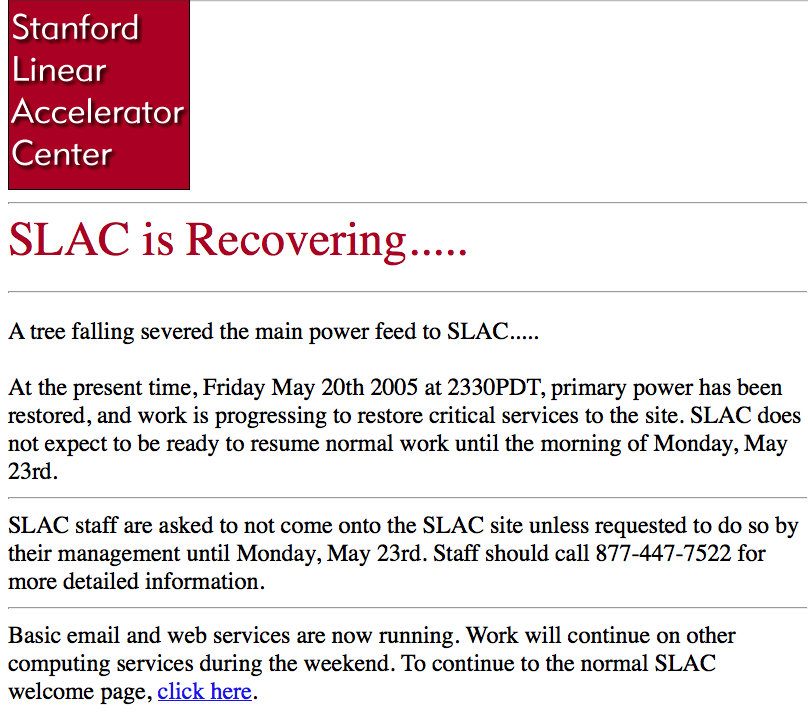 Stanford
Linear
Accelerator
Center
SLAC is Recovering.....
A tree falling severed the main power feed to SLAC.....
At the present time, Friday May 20th 2005 at 2330PDT, primary power has been
restored, and work is progressing to restore critical services to the site. SLAC does
not expect to be ready to resume normal work until the morning of Monday, May
23rd.
SLAC staff are asked to not come onto the SLAC site unless requested to do so by
their management until Monday, May 23rd. Staff should call 877-447-7522 for
more detailed information.
Basic email and web services are now running. Work will continue on other
computing services during the weekend. To continue to the normal SLAC
welcome page, click here.